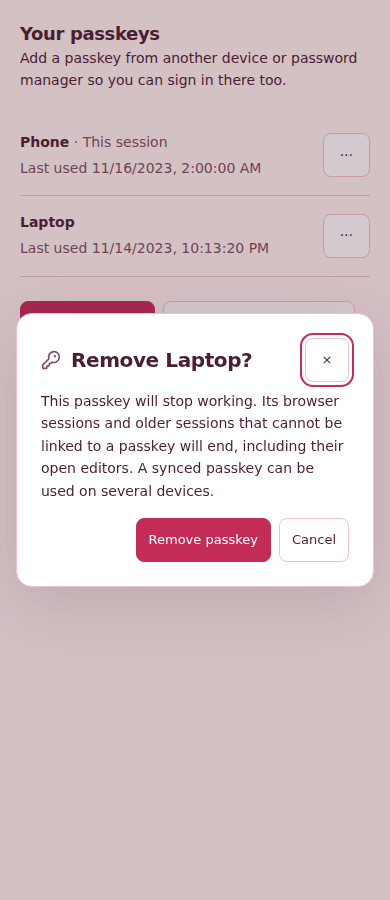 Your passkeys
Add a passkey from another device or password
manager so you can sign in there too.
Phone · This session
Last used 11/16/2023, 2:00:00 AM
...
Laptop
Last used 11/14/2023, 10:13:20 PM
...
Remove Laptop?
×
This passkey will stop working. Its browser
sessions and older sessions that cannot be
linked to a passkey will end, including their
open editors. A synced passkey can be
used on several devices.
Remove passkey
Cancel